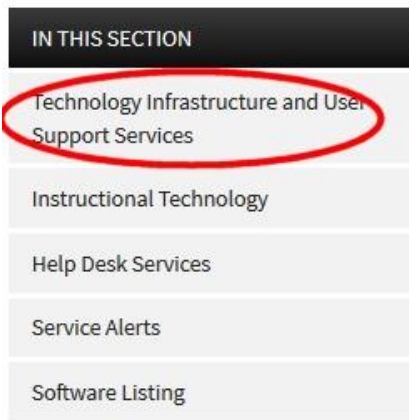 IN THIS SECTION
Technology Infrastructure and User
Support Services
Instructional Technology
Help Desk Services
Service Alerts
Software Listing